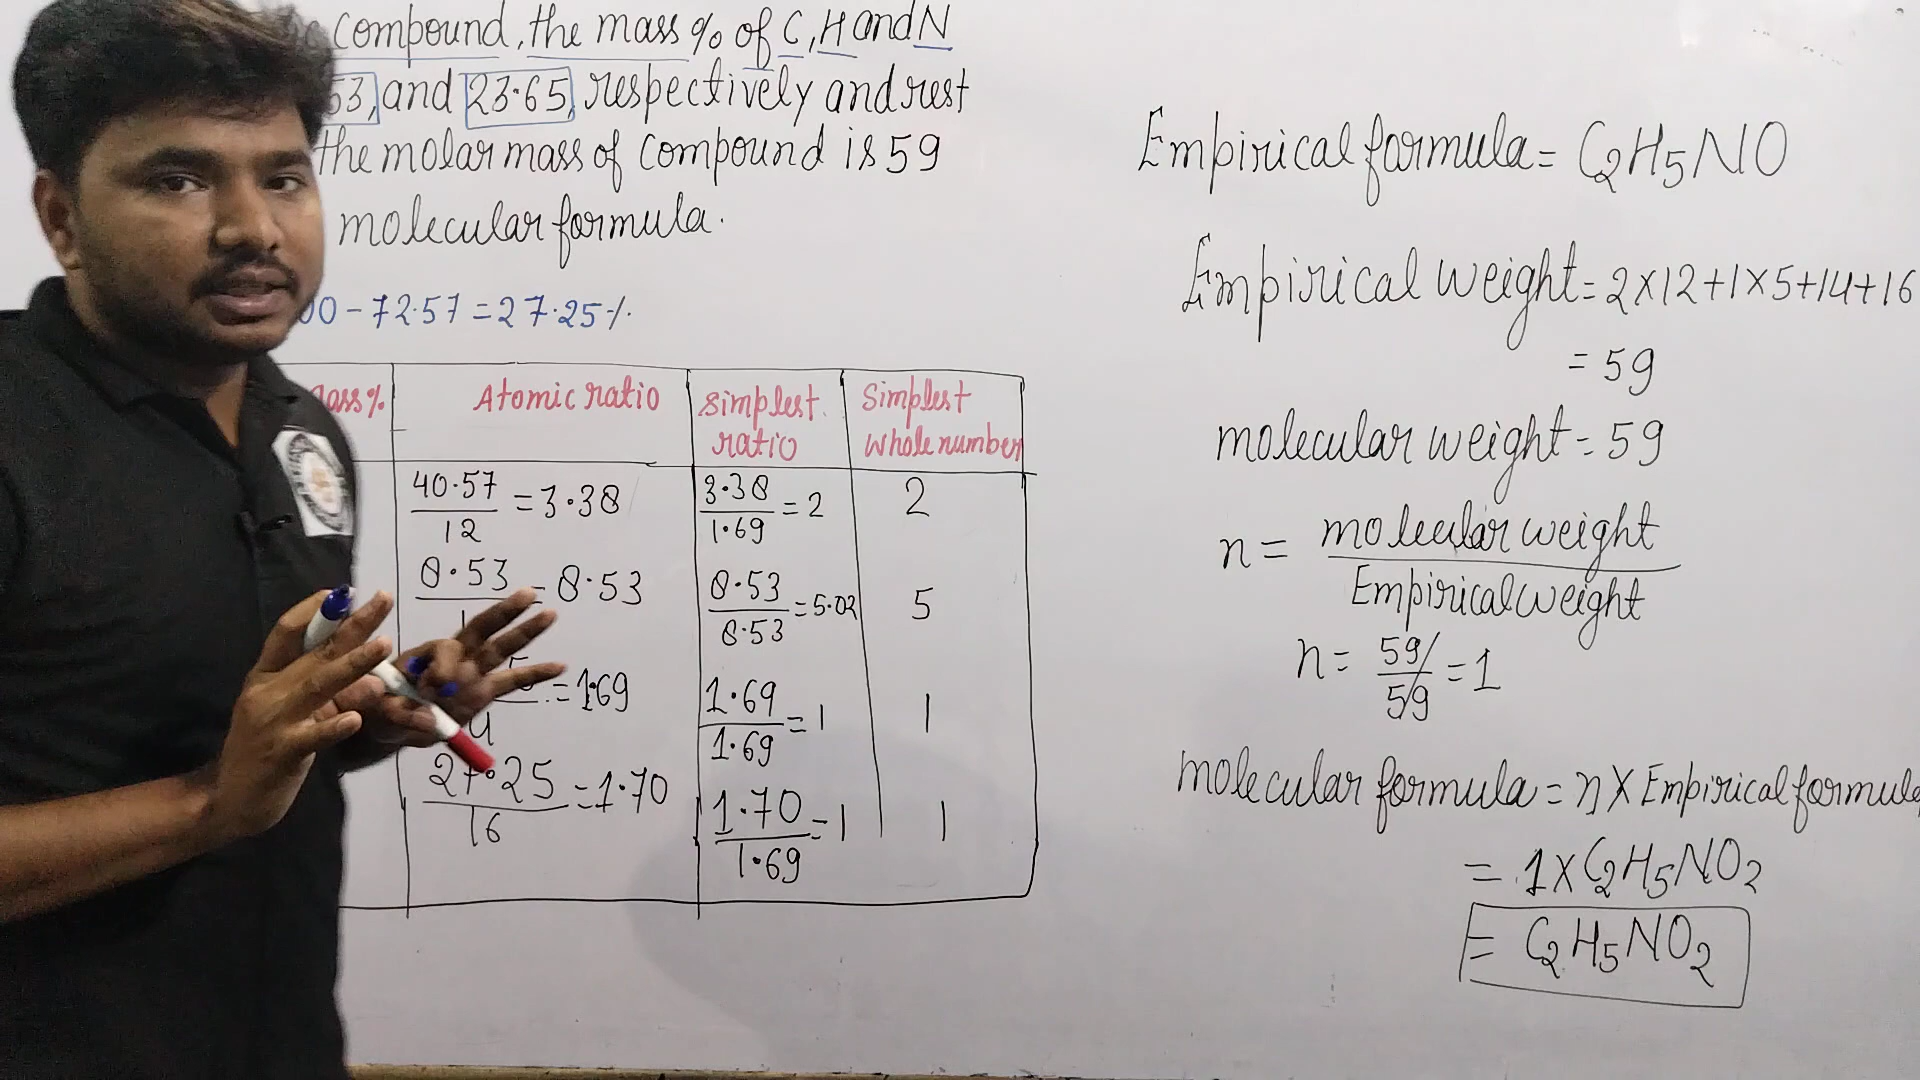 compound, the mass % of C, H and N
53, and 23.65, respectively and rest
the molar mass of compound is 59
molecular formula.
00 - 72.57 = 27.25%
mass % Atomic ratio Simplest ratio Simplest whole number
40.57/12 = 3.38 3.38/1.69 = 2 2
8.53/1 = 8.53 8.53/8.53 = 5.02 5
= 1.69 1.69/1.69 = 1 1
27.25/16 = 1.70 1.70/1.69 = 1 1
Empirical formula = C2H5NO
Empirical weight = 2×12+1×5+14+16
= 59
molecular weight = 59
n = molecular weight / Empirical weight
n = 59/59 = 1
molecular formula = n × Empirical formula
= 1×C2H5NO2
= C2H5NO2